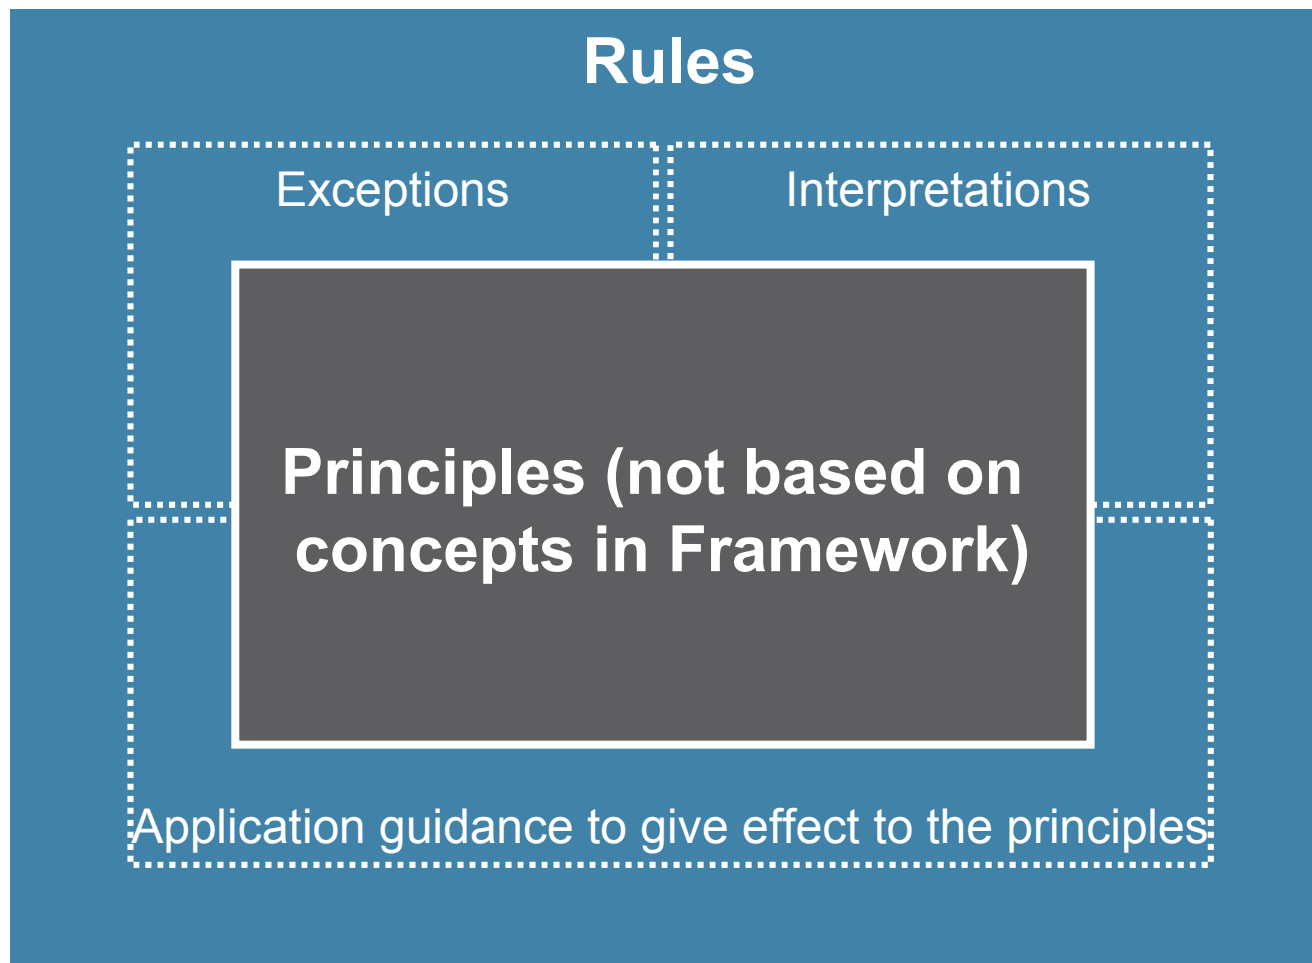 Rules
Exceptions
Interpretations
Principles (not based on
concepts in Framework)
Application guidance to give effect to the principles